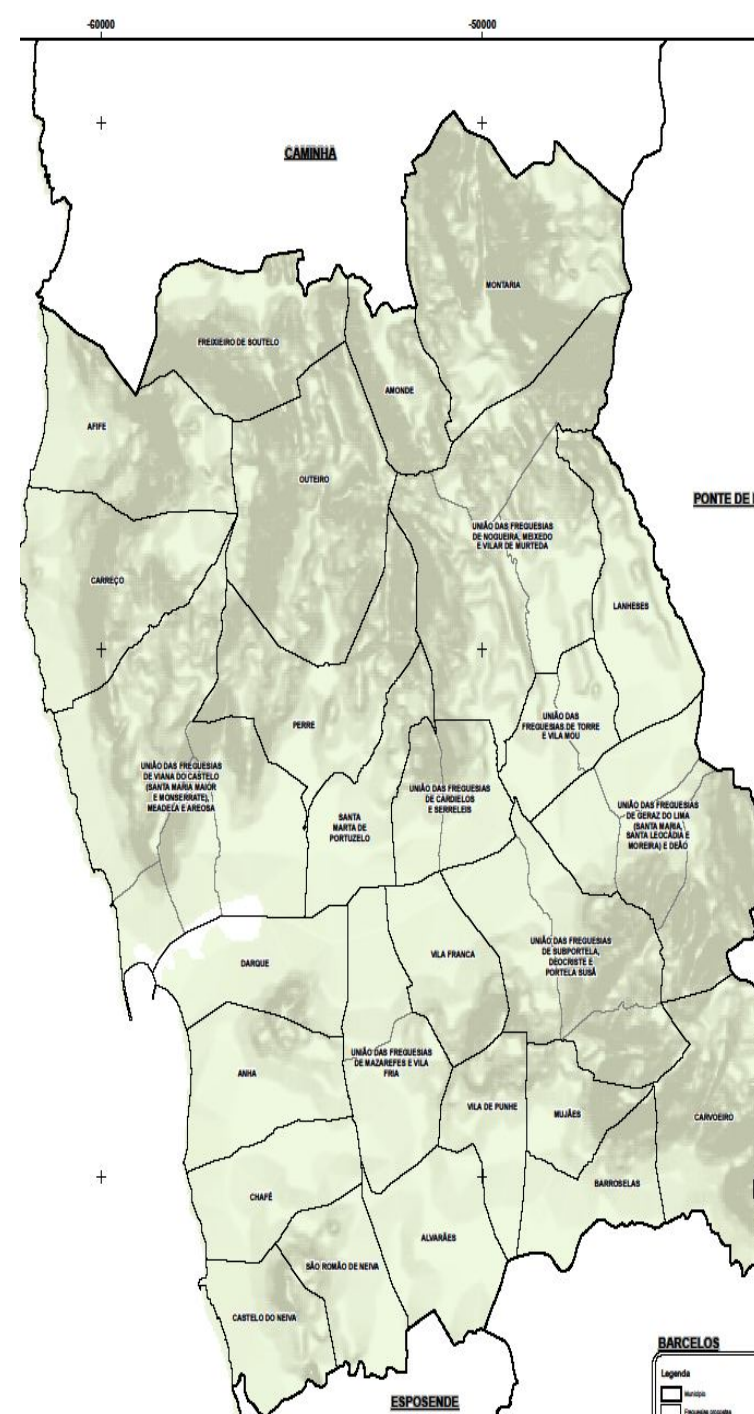 -60000
-50000
CAMINHA
MONTARIA
FREIXIEIRO DE SOUTELO
AMONDE
AFIFE
OUTEIRO
PONTE DE
UNIÃO DAS FREGUESIAS
DE NOGUEIRA, MEIXEDO
E VILAR DE MURTEDA
CARREÇO
LANHESES
PERRE
UNIÃO DAS
FREGUESIAS DE TORRE
E VILA MOU
UNIÃO DAS FREGUESIAS
DE VIANA DO CASTELO
(SANTA MARIA MAIOR
E MONSERRATE),
MEADELA E AREOSA
UNIÃO DAS FREGUESIAS
DE CARDIELOS
E SERRELEIS
SANTA
MARTA DE
PORTUZELO
UNIÃO DAS FREGUESIAS
DE GERAZ DO LIMA
(SANTA MARIA,
SANTA LEOCÁDIA E
MOREIRA) E DEÃO
DARQUE
VILA FRANCA
UNIÃO DAS FREGUESIAS
DE SUBPORTELA,
DEOCRISTE E
PORTELA SUSÃ
ANHA
UNIÃO DAS FREGUESIAS
DE MAZAREFES E VILA
FRIA
VILA DE PUNHE
MUJÃES
CARVOEIRO
CHAFÉ
BARROSELAS
ALVARÃES
SÃO ROMÃO DE NEIVA
CASTELO DO NEIVA
BARCELOS
Legenda
Município
Freguesias propostas
ESPOSENDE